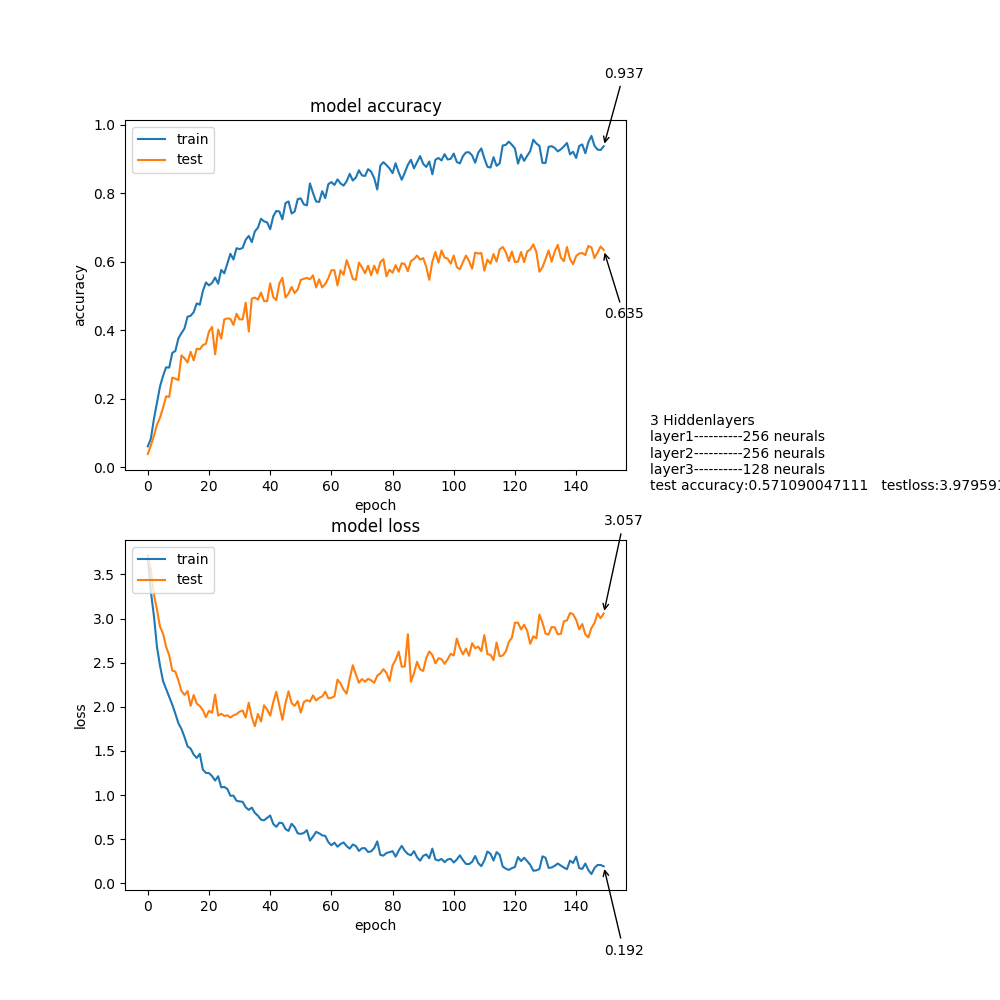 0.937
model accuracy
train
test
1.0
0.8
0.6
0.4
0.2
0.0
accuracy
0.635
0 20 40 60 80 100 120 140
epoch
3 Hiddenlayers
layer1----------256 neurals
layer2----------256 neurals
layer3----------128 neurals
test accuracy:0.571090047111 testloss:3.979591
model loss
3.057
train
test
3.5
3.0
2.5
2.0
1.5
1.0
0.5
0.0
loss
0 20 40 60 80 100 120 140
epoch
0.192